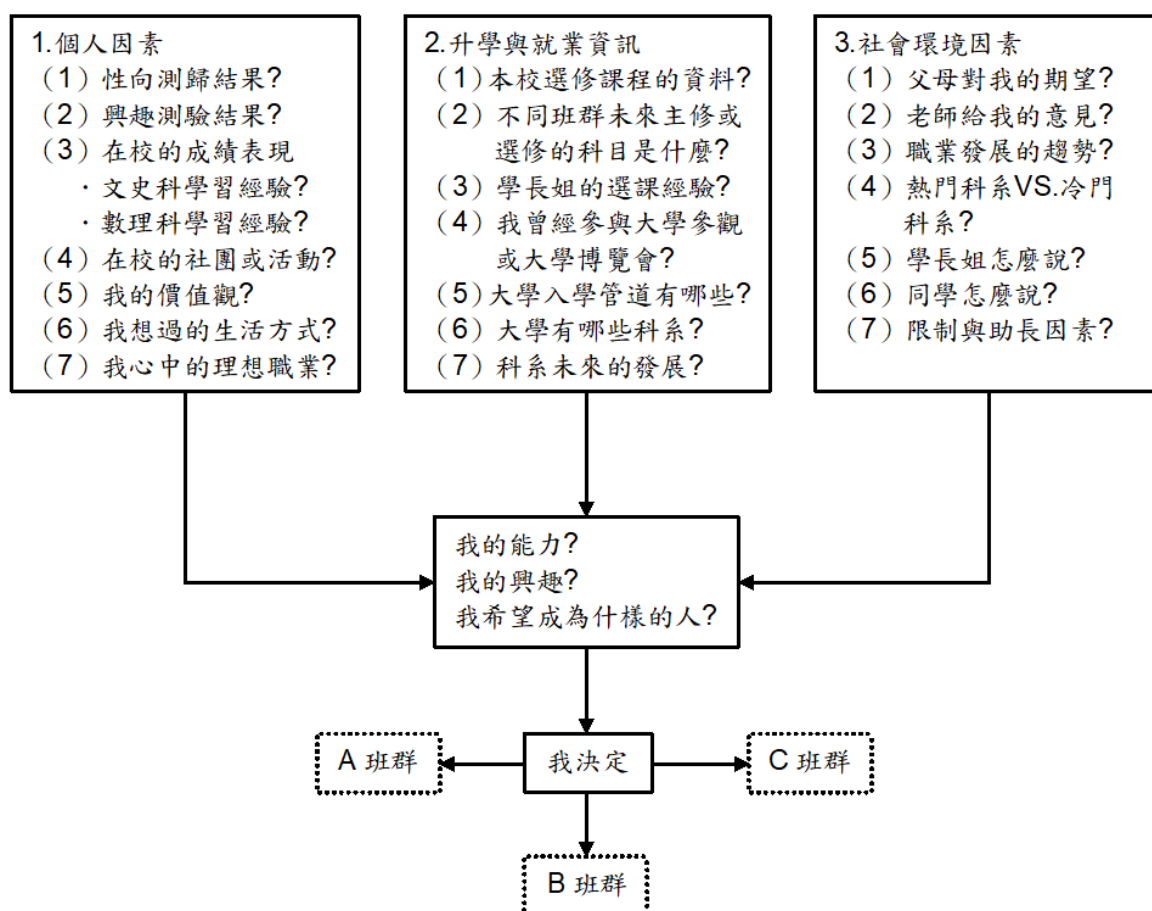 1.個人因素
（1）性向測歸結果?
（2）興趣測驗結果?
（3）在校的成績表現
．文史科學習經驗?
．數理科學習經驗?
（4）在校的社團或活動?
（5）我的價值觀?
（6）我想過的生活方式?
（7）我心中的理想職業?
2.升學與就業資訊
（1）本校選修課程的資料?
（2）不同班群未來主修或
選修的科目是什麼?
（3）學長姐的選課經驗?
（4）我曾經參與大學參觀
或大學博覽會?
（5）大學入學管道有哪些?
（6）大學有哪些科系?
（7）科系未來的發展?
3.社會環境因素
（1）父母對我的期望?
（2）老師給我的意見?
（3）職業發展的趨勢?
（4）熱門科系VS.冷門
科系?
（5）學長姐怎麼說?
（6）同學怎麼說?
（7）限制與助長因素?
我的能力?
我的興趣?
我希望成為什樣的人?
A 班群
我決定
C 班群
B 班群